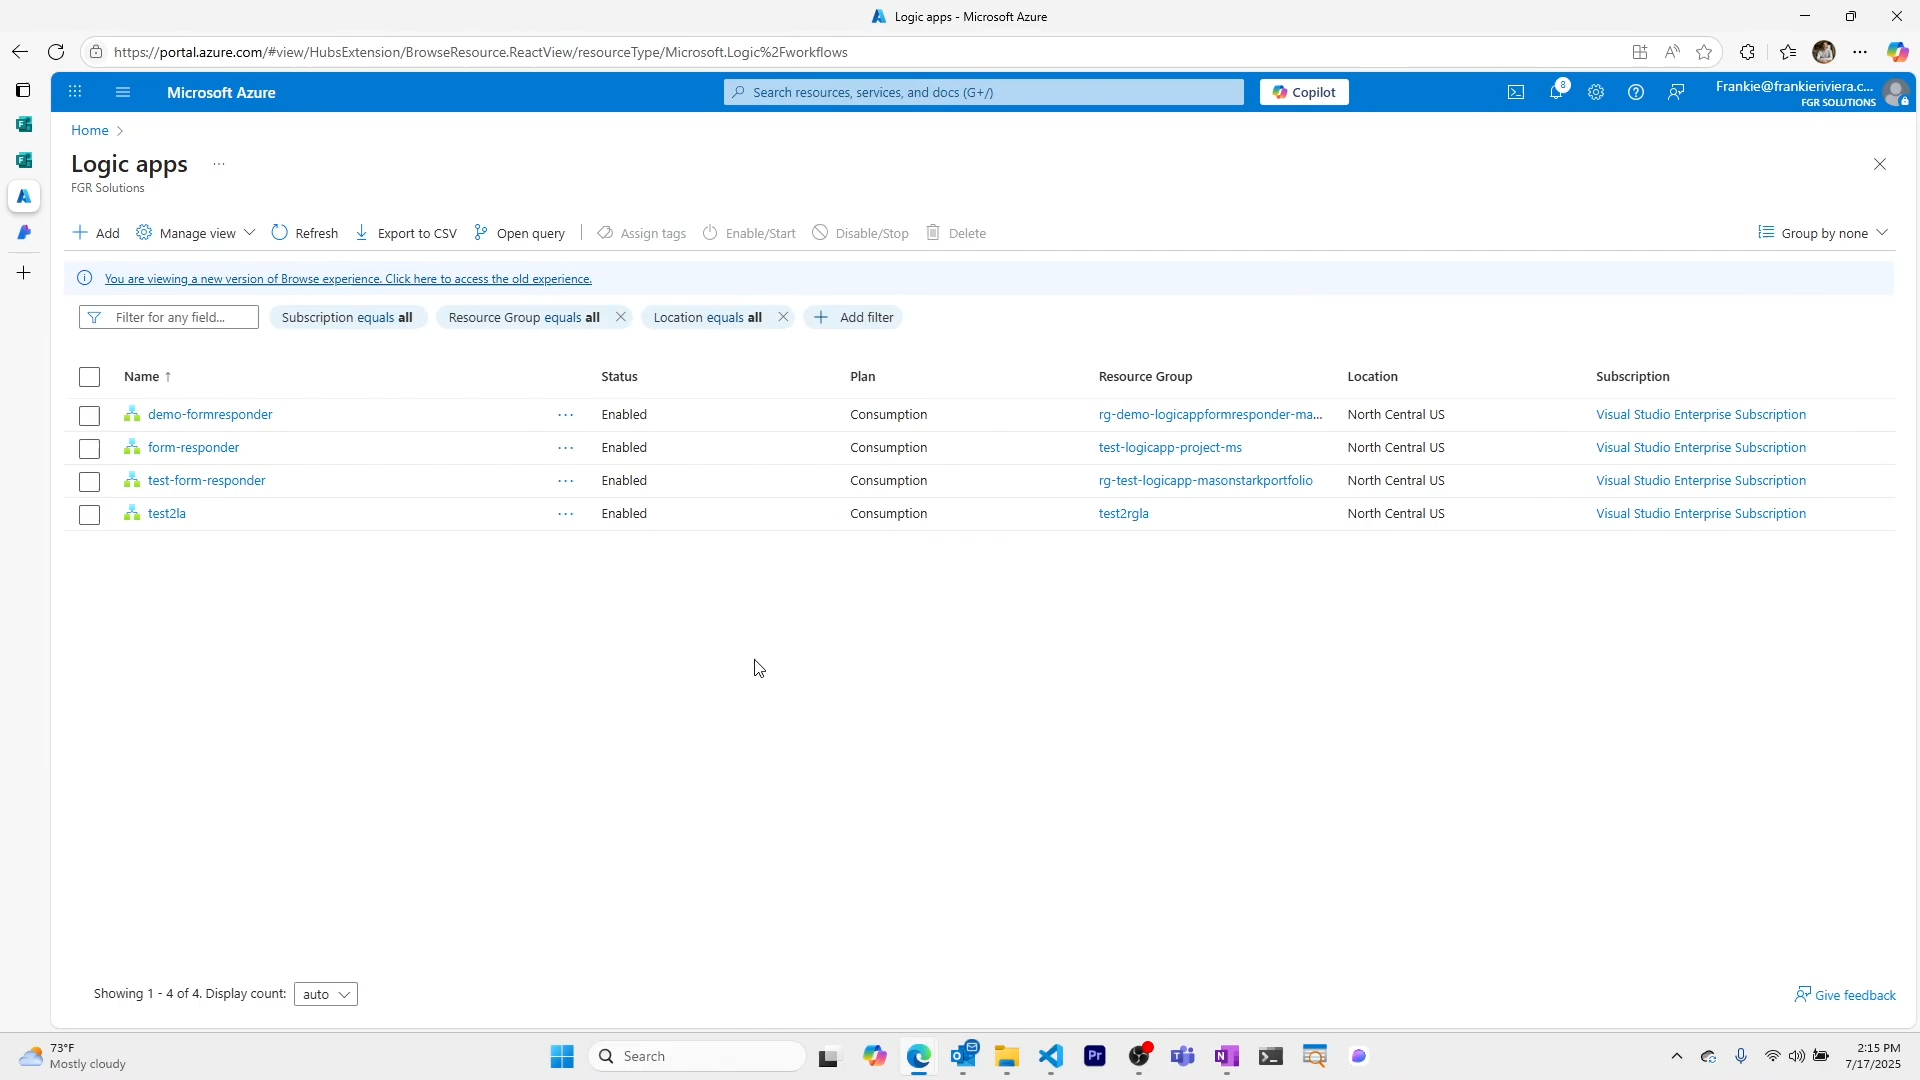 Logic apps - Microsoft Azure
https://portal.azure.com/#view/HubsExtension/BrowseResource.ReactView/resourceType/Microsoft.Logic%2Fworkflows
Microsoft Azure
Search resources, services, and docs (G+/)
Copilot
8
Frankie@frankieriviera.c...
FGR SOLUTIONS
Home
Logic apps
FGR Solutions
Add
Manage view
Refresh
Export to CSV
Open query
Assign tags
Enable/Start
Disable/Stop
Delete
Group by none
You are viewing a new version of Browse experience. Click here to access the old experience.
Filter for any field...
Subscription equals all
Resource Group equals all
Location equals all
Add filter
Name ↑ Status Plan Resource Group Location Subscription
demo-formresponder ... Enabled Consumption rg-demo-logicappformresponder-ma... North Central US Visual Studio Enterprise Subscription
form-responder ... Enabled Consumption test-logicapp-project-ms North Central US Visual Studio Enterprise Subscription
test-form-responder ... Enabled Consumption rg-test-logicapp-masonstarkportfolio North Central US Visual Studio Enterprise Subscription
test2la ... Enabled Consumption test2rgla North Central US Visual Studio Enterprise Subscription
Showing 1 - 4 of 4. Display count: auto
Give feedback
73°F
Mostly cloudy
Search
Pr
2:15 PM
7/17/2025